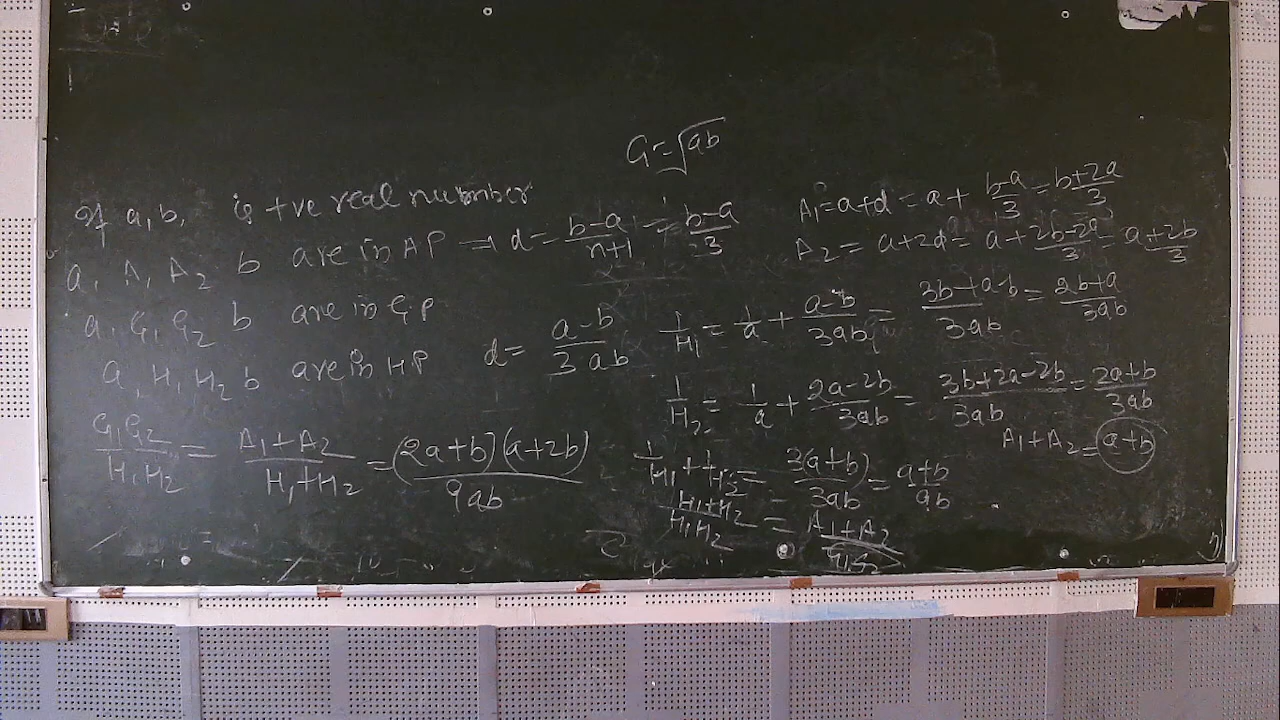 G=√ab
If a, b, is +ve real number
a, A, A2 b are in AP ⇒ d = b-a/n+1 = b-a/3
a, G, G2 b are in GP
a, H, H2 b are in HP d = a-b/3ab
G1G2/H1H2 = A1+A2/H1+H2 = (2a+b)(a+2b)/9ab
A1=a+d = a + b-a/3 = b+2a/3
A2 = a+2d = a+2b-2a/3 = a+2b/3
1/H1 = 1/a + a-b/3ab = 3b+a-b/3ab = 2b+a/3ab
1/H2 = 1/a + 2a-2b/3ab = 3b+2a-2b/3ab = 2a+b/3ab
A1+A2 = a+b
1/H1 + 1/H2 = 3(a+b)/3ab = a+b/ab
H1+H2/H1H2 = A1+A2/G1G2